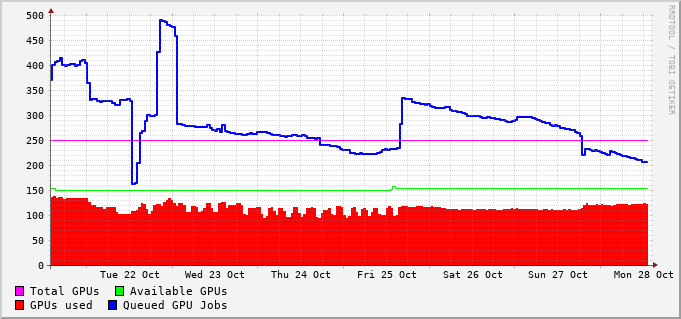 500
450
400
350
300
250
200
150
100
50
0
Tue 22 Oct Wed 23 Oct Thu 24 Oct Fri 25 Oct Sat 26 Oct Sun 27 Oct Mon 28 Oct
Total GPUs Available GPUs
GPUs used Queued GPU Jobs
RRDTOOL / TOBI OETIKER